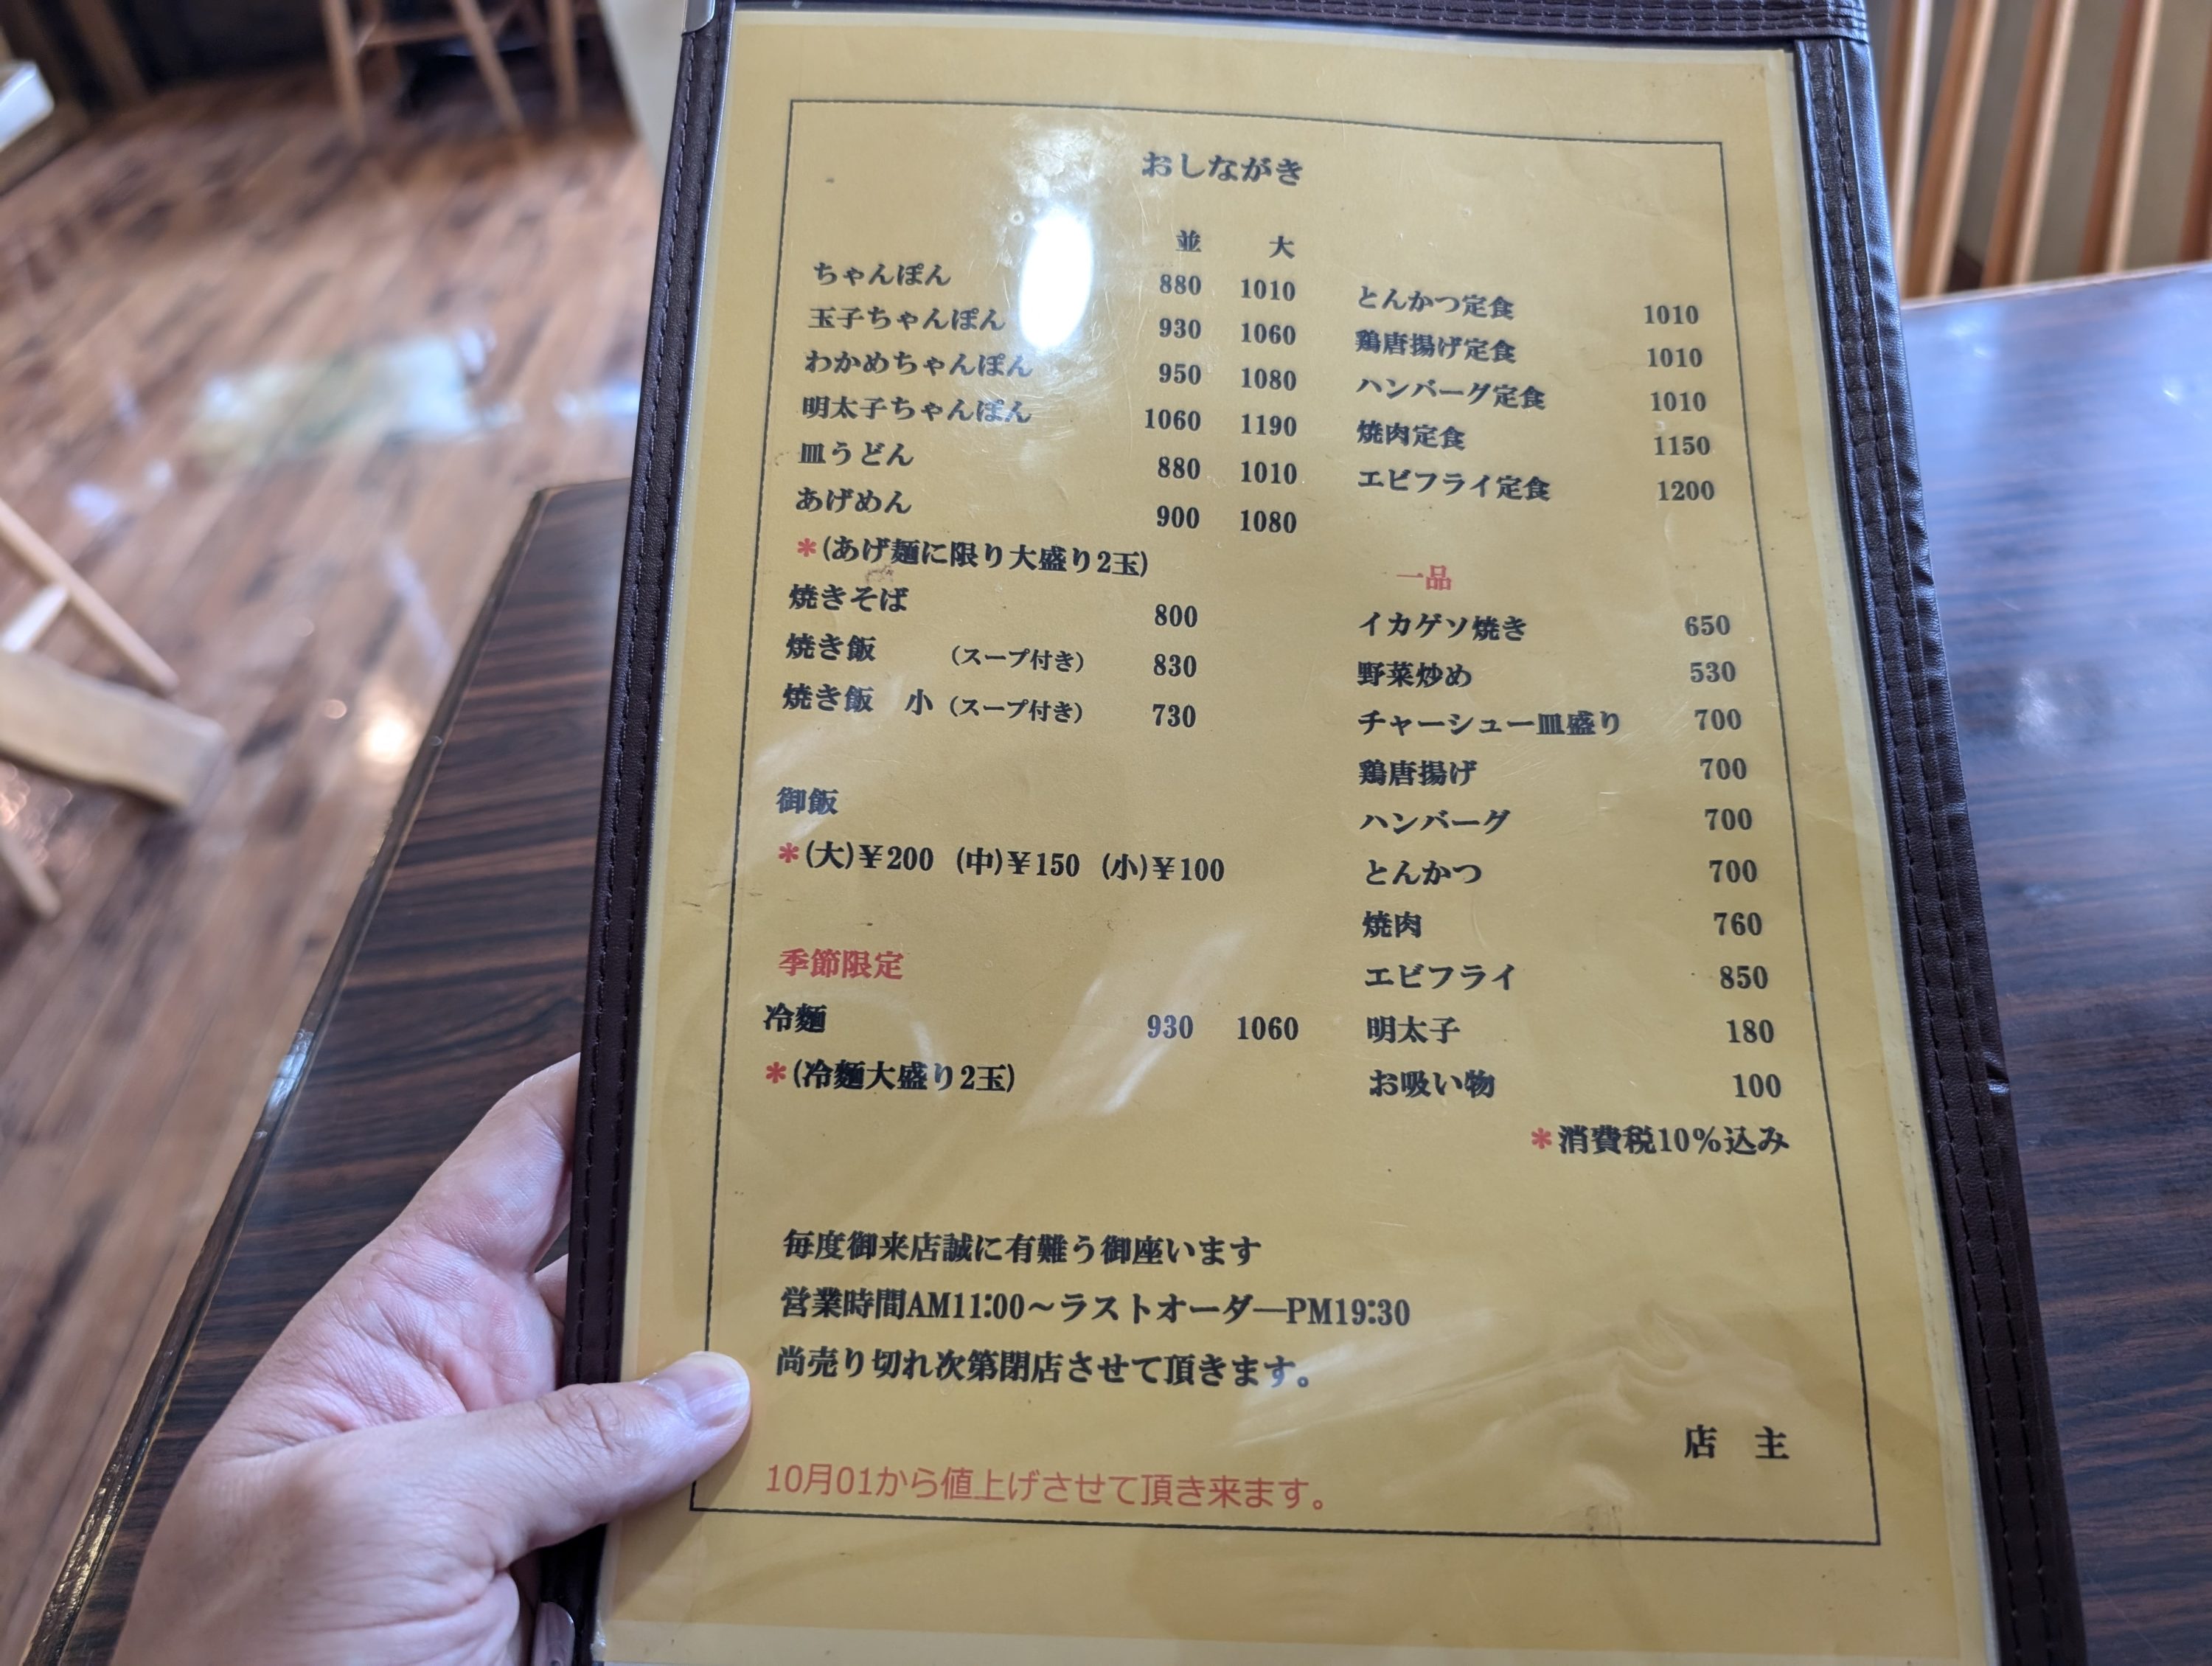 おしながき
並 大
ちゃんぽん 880 1010
玉子ちゃんぽん 930 1060
わかめちゃんぽん 950 1080
明太子ちゃんぽん 1060 1190
皿うどん 880 1010
あげめん 900 1080
*(あげ麺に限り大盛り2玉)
焼きそば 800
焼き飯 (スープ付き) 830
焼き飯 小 (スープ付き) 730
御飯
*(大)¥200 (中)¥150 (小)¥100
季節限定
冷麺 930 1060
*(冷麺大盛り2玉)
とんかつ定食 1010
鶏唐揚げ定食 1010
ハンバーグ定食 1010
焼肉定食 1150
エビフライ定食 1200
一品
イカゲソ焼き 650
野菜炒め 530
チャーシュー皿盛り 700
鶏唐揚げ 700
ハンバーグ 700
とんかつ 700
焼肉 760
エビフライ 850
明太子 180
お吸い物 100
*消費税10%込み
毎度御来店誠に有難う御座います
営業時間AM11:00～ラストオーダ―PM19:30
尚売り切れ次第閉店させて頂きます。
店 主
10月01から値上げさせて頂き来ます。